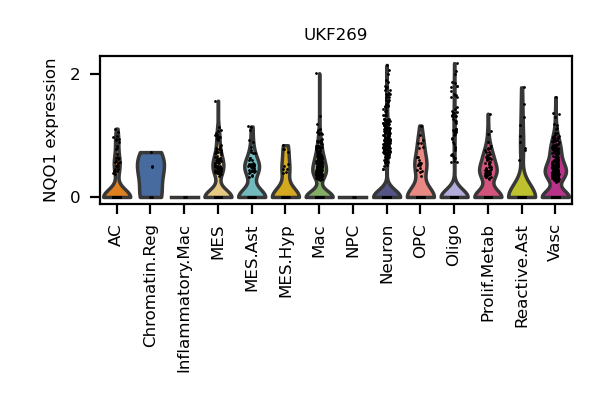 UKF269
NQO1 expression
2
0
AC
Chromatin.Reg
Inflammatory.Mac
MES
MES.Ast
MES.Hyp
Mac
NPC
Neuron
OPC
Oligo
Prolif.Metab
Reactive.Ast
Vasc